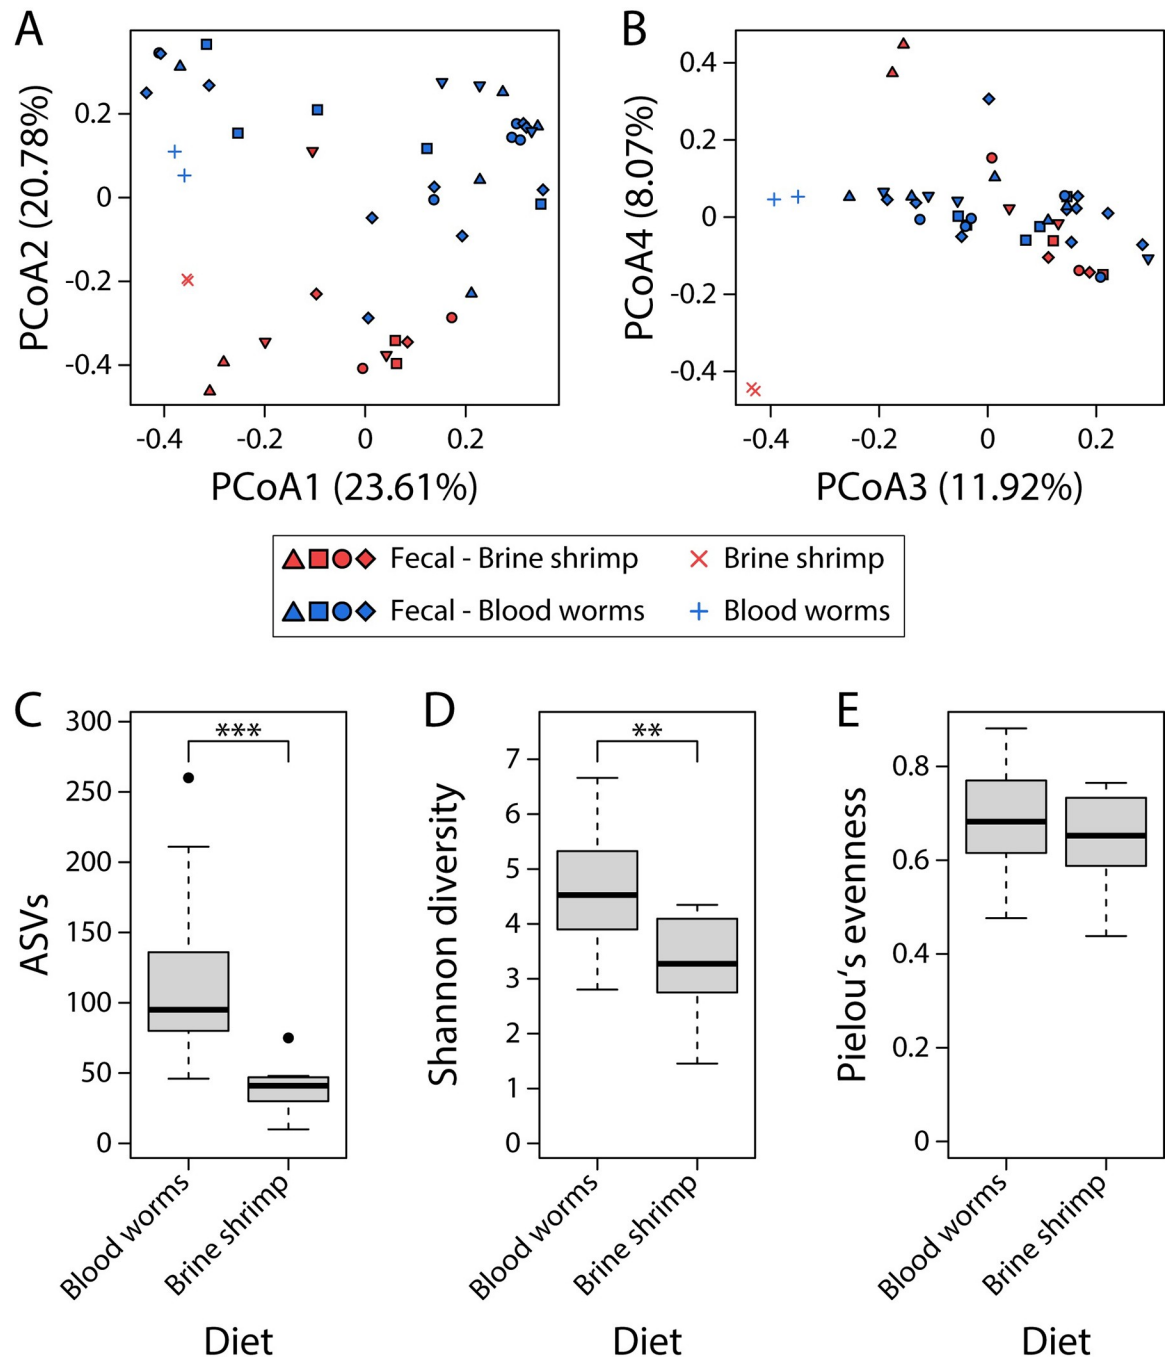 A
B
PCoA2 (20.78%)
0.2
0
-0.2
-0.4
-0.4
-0.2
0
0.2
PCoA1 (23.61%)
PCoA4 (8.07%)
0.4
0.2
0
-0.2
-0.4
-0.4
-0.2
0
0.2
PCoA3 (11.92%)
Fecal - Brine shrimp
Brine shrimp
Fecal - Blood worms
Blood worms
C
ASVs
300
250
200
150
100
50
0
***
Blood worms
Brine shrimp
Diet
D
Shannon diversity
7
6
5
4
3
2
1
0
**
Blood worms
Brine shrimp
Diet
E
Pielou‘s evenness
0.8
0.6
0.4
0.2
0
Blood worms
Brine shrimp
Diet